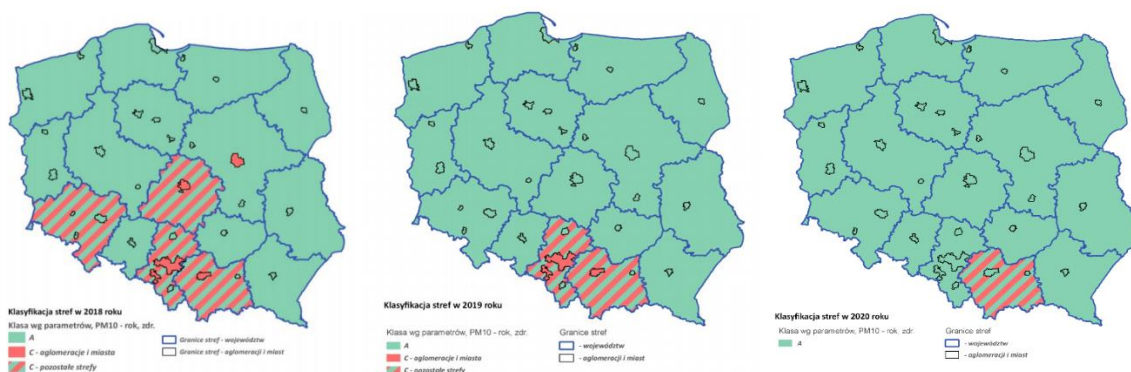 Klasyfikacja stref w 2018 roku
Klasa wg parametrów, PM10 - rok, zdr.
A
C - aglomeracje i miasta
C - pozostałe strefy
Granice stref - województw
Granice stref - aglomeracji i miast
Klasyfikacja stref w 2019 roku
Klasa wg parametrów, PM10 - rok, zdr.
A
C - aglomeracje i miasta
C - pozostałe strefy
Granice stref
- województw
- aglomeracji i miast
Klasyfikacja stref w 2020 roku
Klasa wg parametrów, PM10 - rok zdr.
A
Granice stref
- województw
- aglomeracji i miast